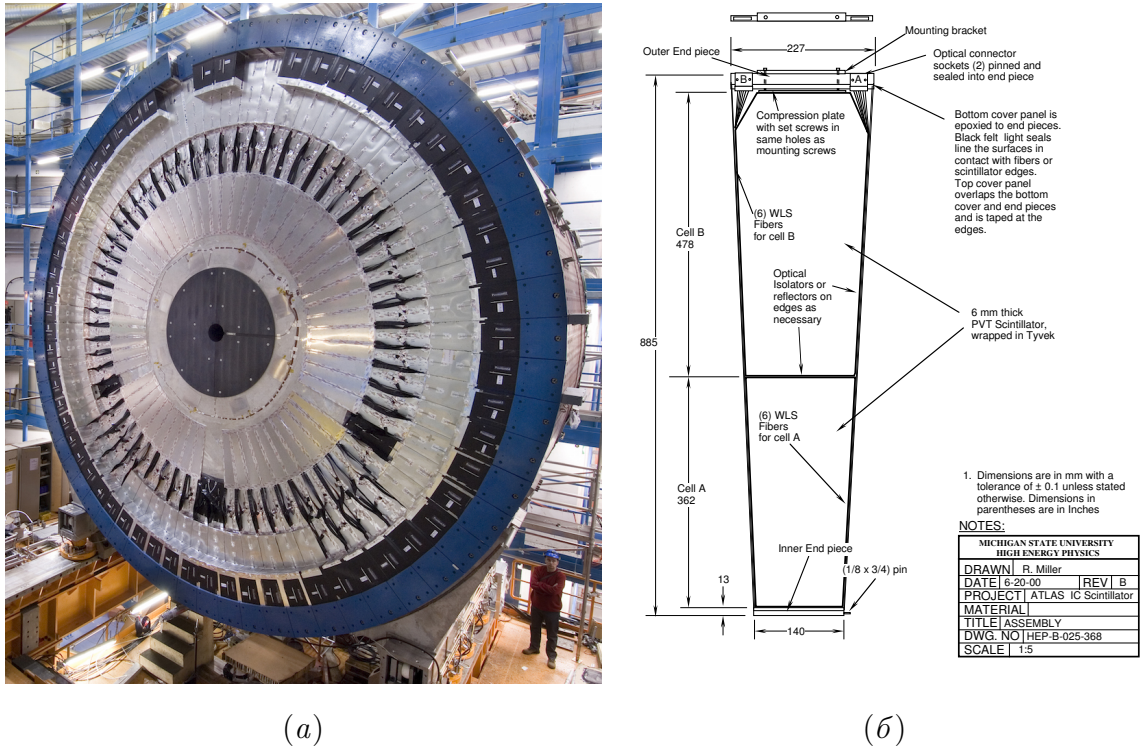 227
Mounting bracket
Outer End piece
Optical connector
sockets (2) pinned and
sealed into end piece
B
A
Compression plate
with set screws in
same holes as
mounting screws
Bottom cover panel is
epoxied to end pieces.
Black felt light seals
line the surfaces in
contact with fibers or
scintillator edges.
Top cover panel
overlaps the bottom
cover and end pieces
and is taped at the
edges.
(6) WLS
Fibers
for cell B
Cell B
478
Optical
Isolators or
reflectors on
edges as
necessary
6 mm thick
PVT Scintillator,
wrapped in Tyvek
885
(6) WLS
Fibers
for cell A
Cell A
362
1. Dimensions are in mm with a
tolerance of ± 0.1 unless stated
otherwise. Dimensions in
parentheses are in Inches
NOTES:
Inner End piece
(1/8 x 3/4) pin
13
140
MICHIGAN STATE UNIVERSITY
HIGH ENERGY PHYSICS
DRAWN R. Miller
DATE 6-20-00 REV B
PROJECT ATLAS IC Scintillator
MATERIAL
TITLE ASSEMBLY
DWG. NO HEP-B-025-368
SCALE 1:5
(а)
(б)